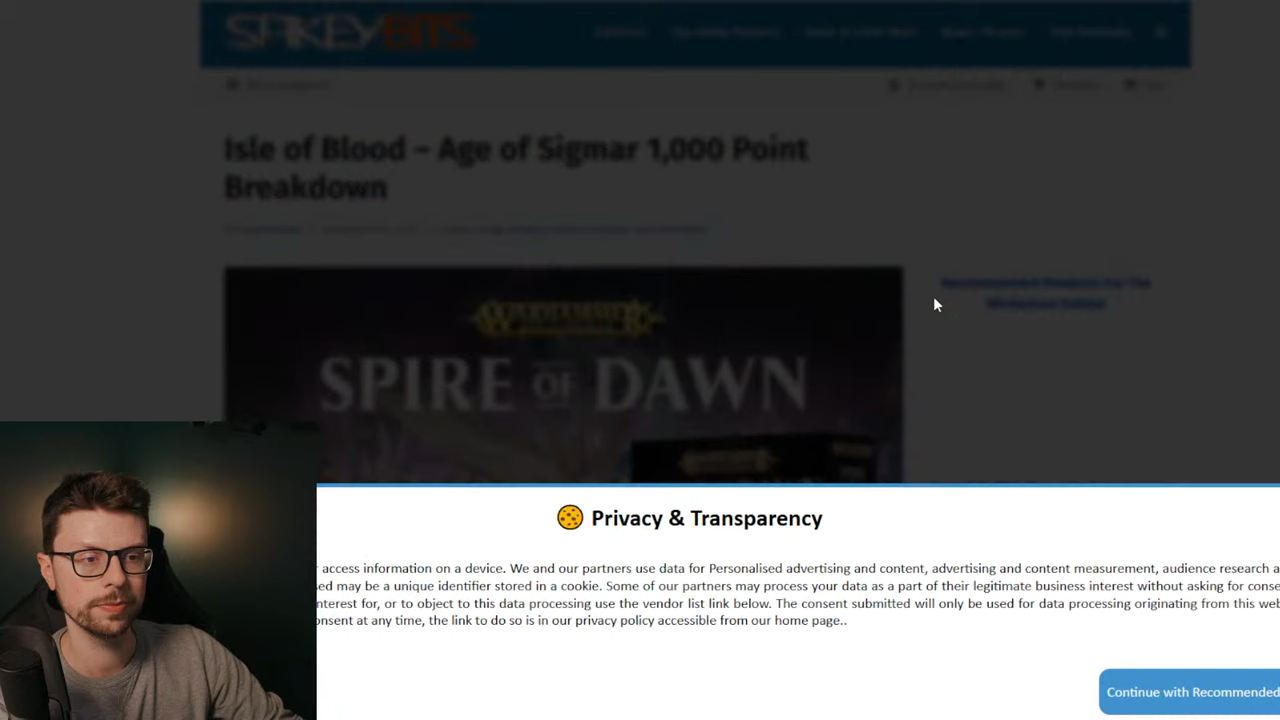 SPIKEYBITS
Isle of Blood – Age of Sigmar 1,000 Point
Breakdown
WARHAMMER
SPIRE OF DAWN
Privacy & Transparency
access information on a device. We and our partners use data for Personalised advertising and content, advertising and content measurement, audience research a
ed may be a unique identifier stored in a cookie. Some of our partners may process your data as a part of their legitimate business interest without asking for conse
nterest for, or to object to this data processing use the vendor list link below. The consent submitted will only be used for data processing originating from this web
onsent at any time, the link to do so is in our privacy policy accessible from our home page..
Continue with Recommended